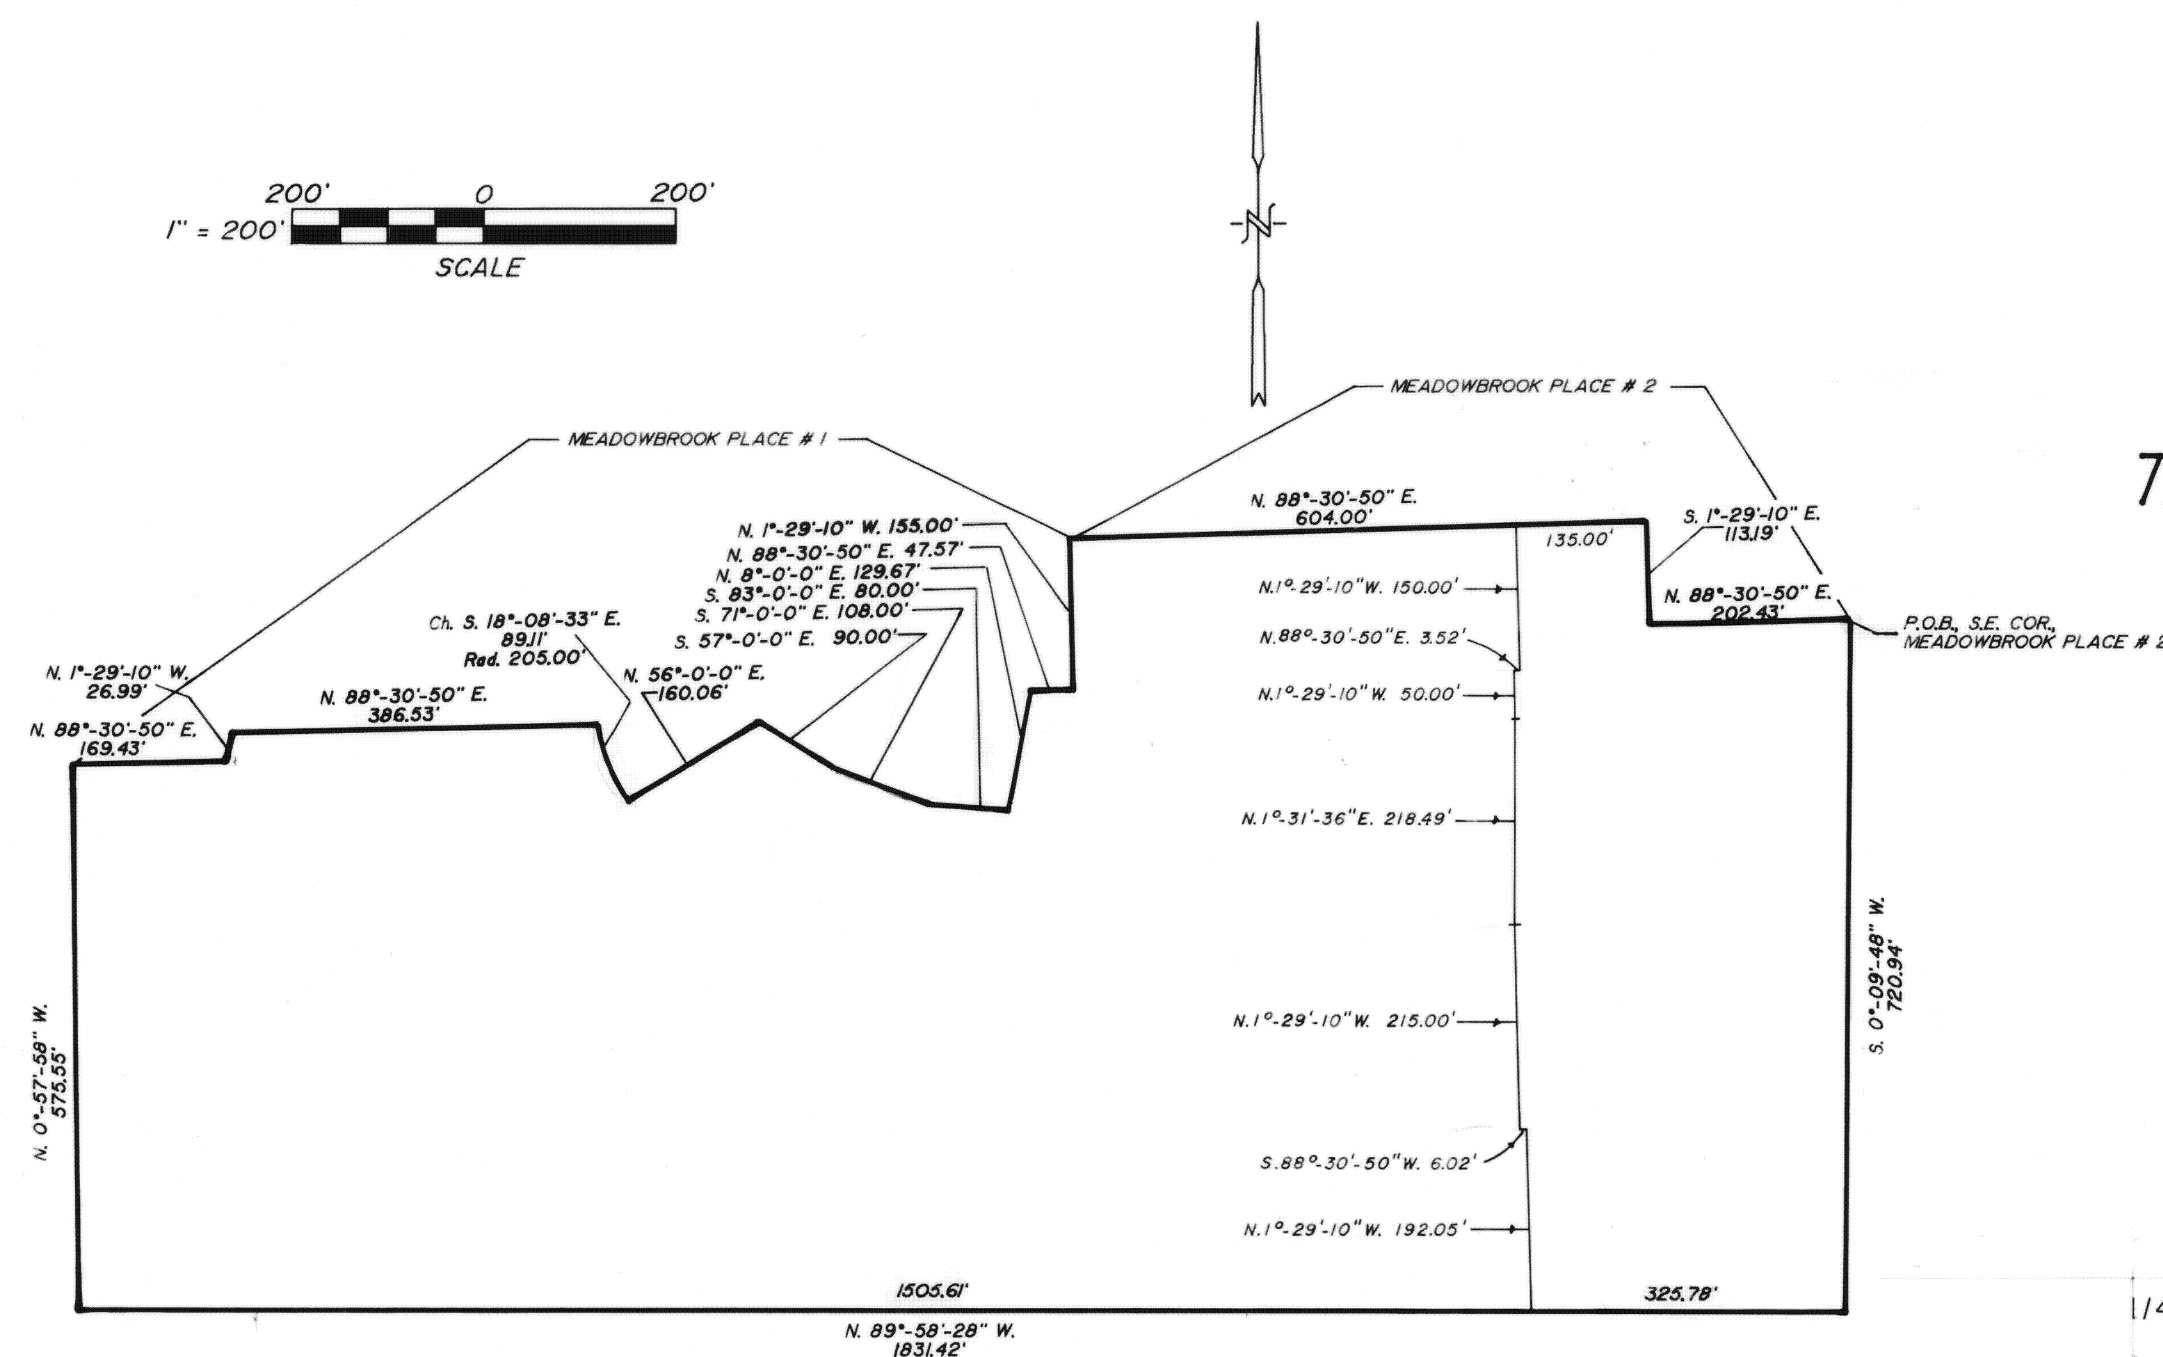 200' 0 200'
1" = 200'
SCALE
N
MEADOWBROOK PLACE # 2
MEADOWBROOK PLACE # 1
7
N. 88°-30'-50" E.
604.00'
S. 1°-29'-10" E.
113.19'
135.00'
N. 1°-29'-10" W. 155.00'
N. 88°-30'-50" E. 47.57'
N. 8°-0'-0" E. 129.67'
S. 83°-0'-0" E. 80.00'
S. 71°-0'-0" E. 108.00'
S. 57°-0'-0" E. 90.00'
Ch. S. 18°-08'-33" E.
89.11'
Rad. 205.00'
N. 56°-0'-0" E.
160.06'
N. 1°-29'-10" W.
26.99'
N. 88°-30'-50" E.
386.53'
N. 88°-30'-50" E.
169.43'
N. 88°-30'-50" E.
202.43'
P.O.B., S.E. COR.,
MEADOWBROOK PLACE # 2
N.1°-29'-10"W. 150.00'
N.88°-30'-50"E. 3.52'
N.1°-29'-10"W. 50.00'
N.1°-31'-36"E. 218.49'
N.1°-29'-10"W. 215.00'
S.88°-30'-50"W. 6.02'
N.1°-29'-10"W. 192.05'
N. 0°-57'-58" W.
575.55'
S. 0°-09'-48" W.
720.94'
1505.61'
325.78'
N. 89°-58'-28" W.
1831.42'
1/4